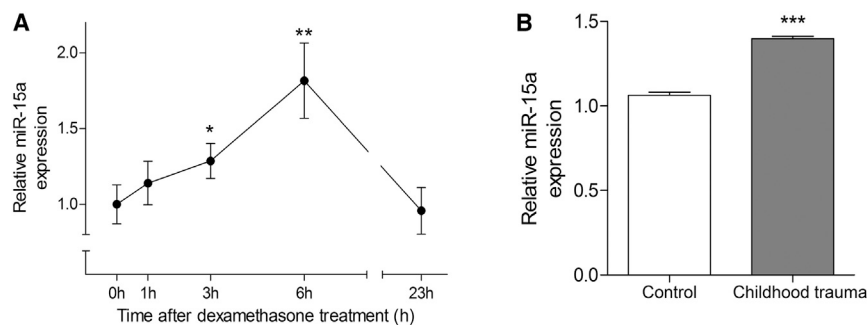 A
Relative miR-15a
expression
2.0
1.5
1.0
*
**
0h 1h 3h 6h 23h
Time after dexamethasone treatment (h)
B
Relative miR-15a
expression
1.5
1.0
0.5
0.0
***
Control Childhood trauma